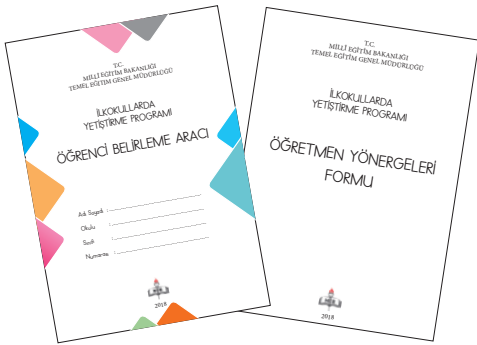 T.C.
MİLLÎ EĞİTİM BAKANLIĞI
TEMEL EĞİTİM GENEL MÜDÜRLÜĞÜ
İLKOKULLARDA
YETİŞTİRME PROGRAMI
ÖĞRENCİ BELİRLEME ARACI
Adı Soyadı :
Okulu :
Sınıfı :
Numarası :
2018
T.C.
MİLLİ EĞİTİM BAKANLIĞI
TEMEL EĞİTİM GENEL MÜDÜRLÜĞÜ
İLKOKULLARDA
YETİŞTİRME PROGRAMI
ÖĞRETMEN YÖNERGELERİ
FORMU
2018